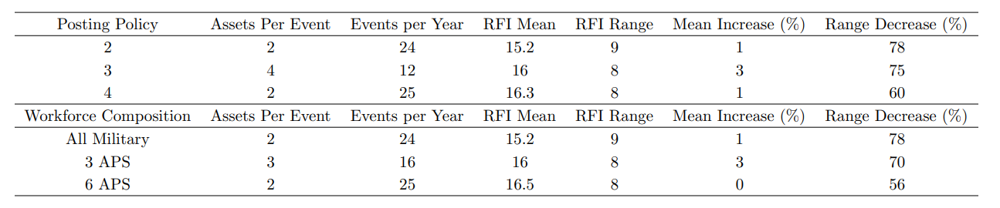 Posting Policy Assets Per Event Events per Year RFI Mean RFI Range Mean Increase (%) Range Decrease (%)
2 2 24 15.2 9 1 78
3 4 12 16 8 3 75
4 2 25 16.3 8 1 60
Workforce Composition Assets Per Event Events per Year RFI Mean RFI Range Mean Increase (%) Range Decrease (%)
All Military 2 24 15.2 9 1 78
3 APS 3 16 16 8 3 70
6 APS 2 25 16.5 8 0 56